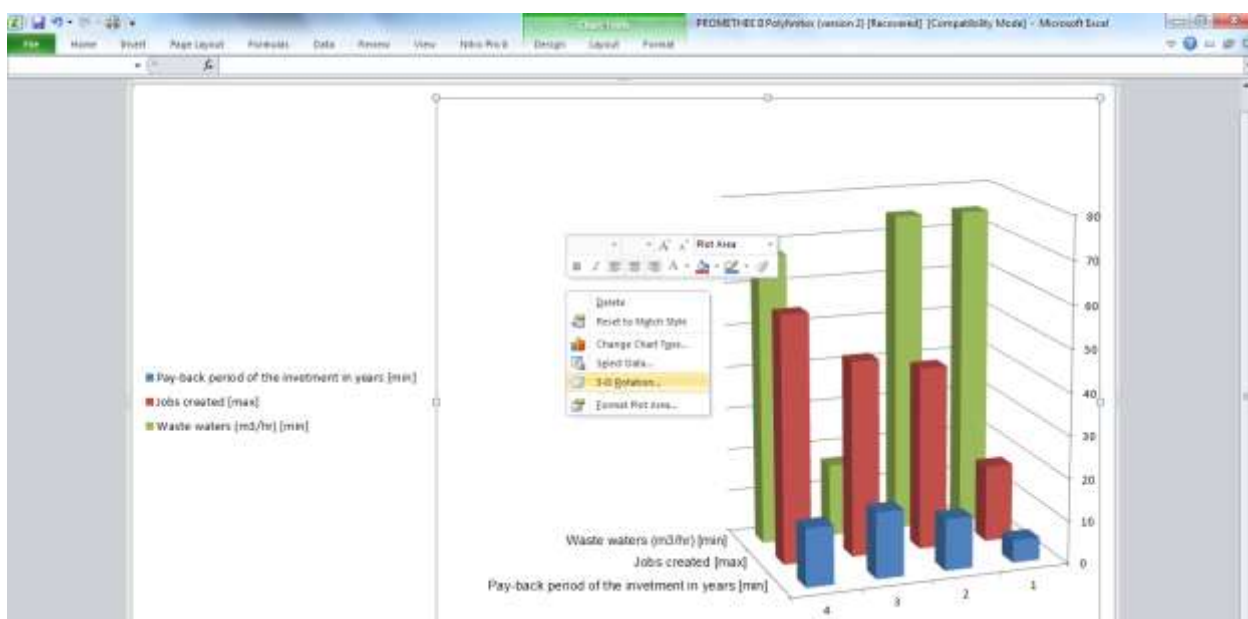 PROMETHEE II Polyfenitex (version 2) [Recovered] [Compatibility Mode] - Microsoft Excel
File Home Insert Page Layout Formulas Data Review View Nitro Pro 8 Design Layout Format
Plot Area
Delete
Reset to Match Style
Change Chart Type...
Select Data...
3-D Rotation...
Format Plot Area...
Pay-back period of the invetment in years [min]
Jobs created [max]
Waste waters (m3/hr) [min]
80
70
60
50
40
30
20
10
0
Waste waters (m3/hr) [min]
Jobs created [max]
Pay-back period of the invetment in years [min]
4 3 2 1